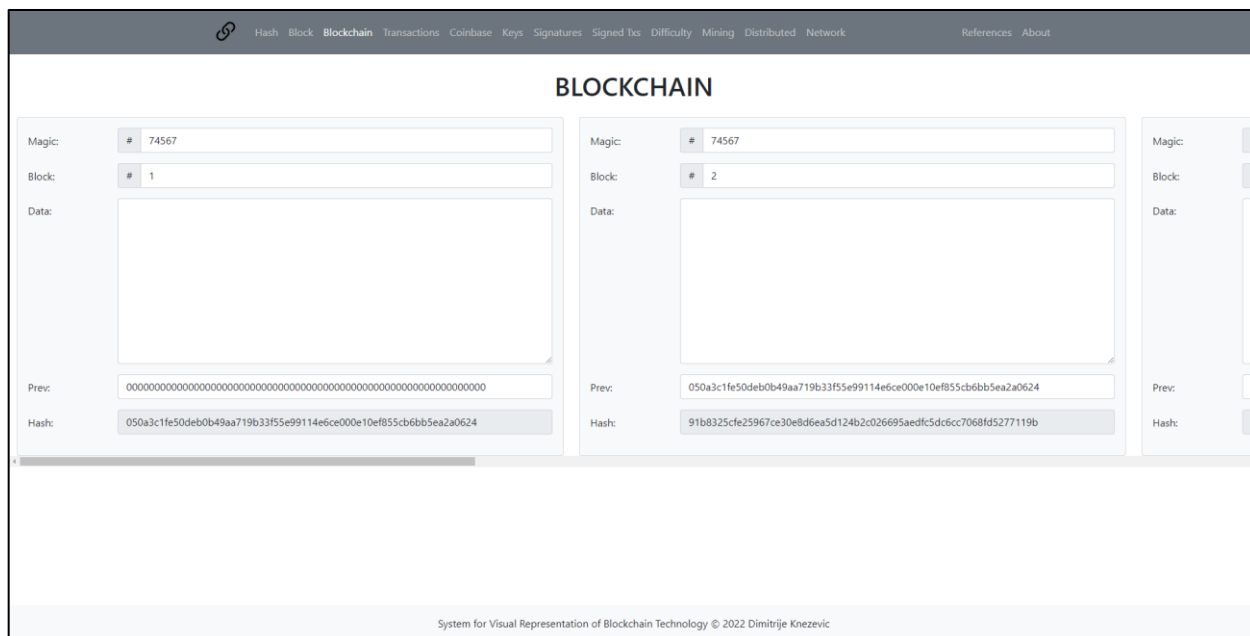 Hash Block Blockchain Transactions Coinbase Keys Signatures Signed Txs Difficulty Mining Distributed Network References About
BLOCKCHAIN
Magic: # 74567
Block: # 1
Data:
Prev: 0000000000000000000000000000000000000000000000000000000000000000
Hash: 050a3c1fe50deb0b49aa719b33f55e99114e6ce000e10ef855cb6bb5ea2a0624
Magic: # 74567
Block: # 2
Data:
Prev: 050a3c1fe50deb0b49aa719b33f55e99114e6ce000e10ef855cb6bb5ea2a0624
Hash: 91b8325cfe25967ce30e8d6ea5d124b2c026695aedfc5dc6cc7068fd5277119b
Magic:
Block:
Data:
Prev:
Hash:
System for Visual Representation of Blockchain Technology © 2022 Dimitrije Knezevic